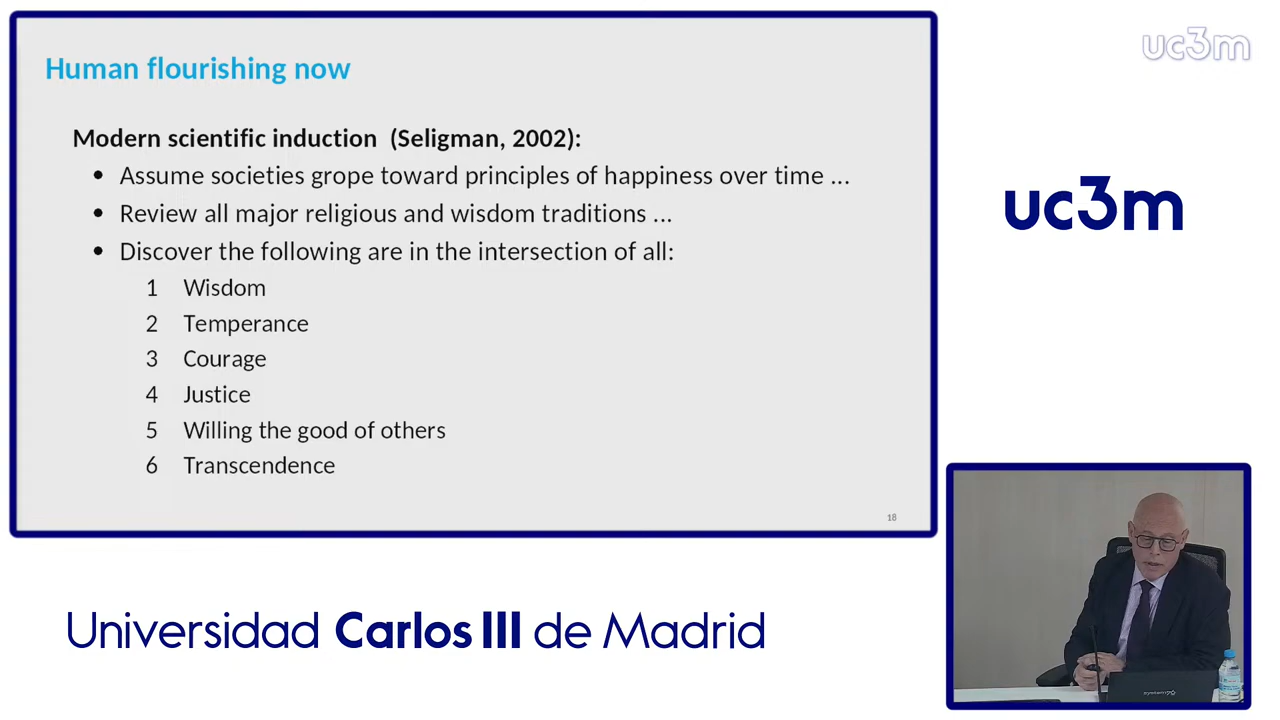 uc3m
Human flourishing now
Modern scientific induction (Seligman, 2002):
• Assume societies grope toward principles of happiness over time ...
• Review all major religious and wisdom traditions ...
• Discover the following are in the intersection of all:
1 Wisdom
2 Temperance
3 Courage
4 Justice
5 Willing the good of others
6 Transcendence
18
uc3m
Universidad Carlos III de Madrid